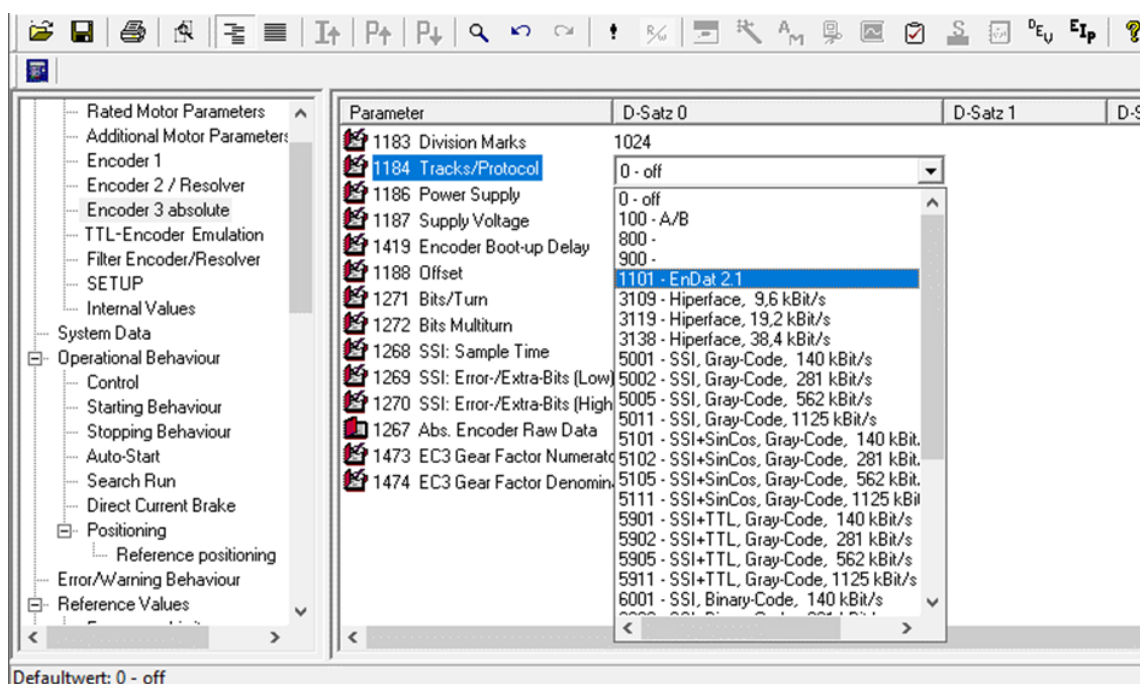 I
P
P
R/W
A M
S
D E V
E I P
?
Rated Motor Parameters
Additional Motor Parameters
Encoder 1
Encoder 2 / Resolver
Encoder 3 absolute
TTL-Encoder Emulation
Filter Encoder/Resolver
SETUP
Internal Values
System Data
Operational Behaviour
Control
Starting Behaviour
Stopping Behaviour
Auto-Start
Search Run
Direct Current Brake
Positioning
Reference positioning
Error/Warning Behaviour
Reference Values
Parameter D-Satz 0 D-Satz 1 D-S
1183 Division Marks 1024
1184 Tracks/Protocol 0 - off
1186 Power Supply
1187 Supply Voltage
1419 Encoder Boot-up Delay
1188 Offset
1271 Bits/Turn
1272 Bits Multiturn
1268 SSI: Sample Time
1269 SSI: Error-/Extra-Bits (Low)
1270 SSI: Error-/Extra-Bits (High
1267 Abs. Encoder Raw Data
1473 EC3 Gear Factor Numerato
1474 EC3 Gear Factor Denomin
0 - off
100 - A/B
800 -
900 -
1101 - EnDat 2.1
3109 - Hiperface, 9,6 kBit/s
3119 - Hiperface, 19,2 kBit/s
3138 - Hiperface, 38,4 kBit/s
5001 - SSI, Gray-Code, 140 kBit/s
5002 - SSI, Gray-Code, 281 kBit/s
5005 - SSI, Gray-Code, 562 kBit/s
5011 - SSI, Gray-Code, 1125 kBit/s
5101 - SSI+SinCos, Gray-Code, 140 kBit.
5102 - SSI+SinCos, Gray-Code, 281 kBit.
5105 - SSI+SinCos, Gray-Code, 562 kBit.
5111 - SSI+SinCos, Gray-Code, 1125 kBi
5901 - SSI+TTL, Gray-Code, 140 kBit/s
5902 - SSI+TTL, Gray-Code, 281 kBit/s
5905 - SSI+TTL, Gray-Code, 562 kBit/s
5911 - SSI+TTL, Gray-Code, 1125 kBit/s
6001 - SSI, Binary-Code, 140 kBit/s
Defaultwert: 0 - off